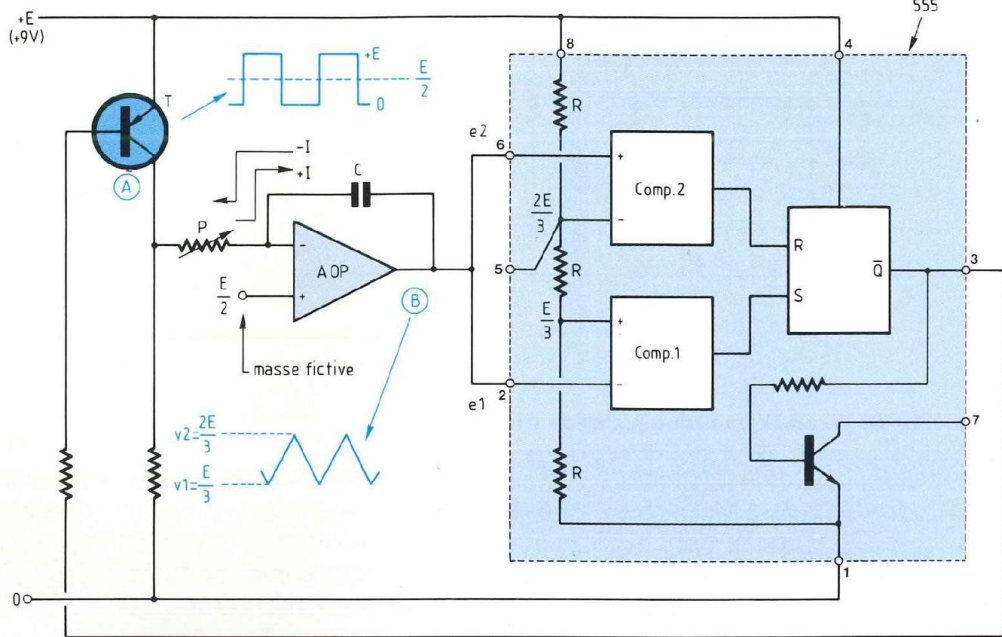 555
+E
(+9V)
8
4
T
+E
E/2
0
R
e2
6
A
-I
+I
C
+
Comp.2
-
2E/3
P
-
AOP
+
5
R
R
S
Q̅
3
E/2
B
E/3
+
Comp.1
-
masse fictive
2
e1
7
v2=2E/3
v1=E/3
R
1
0